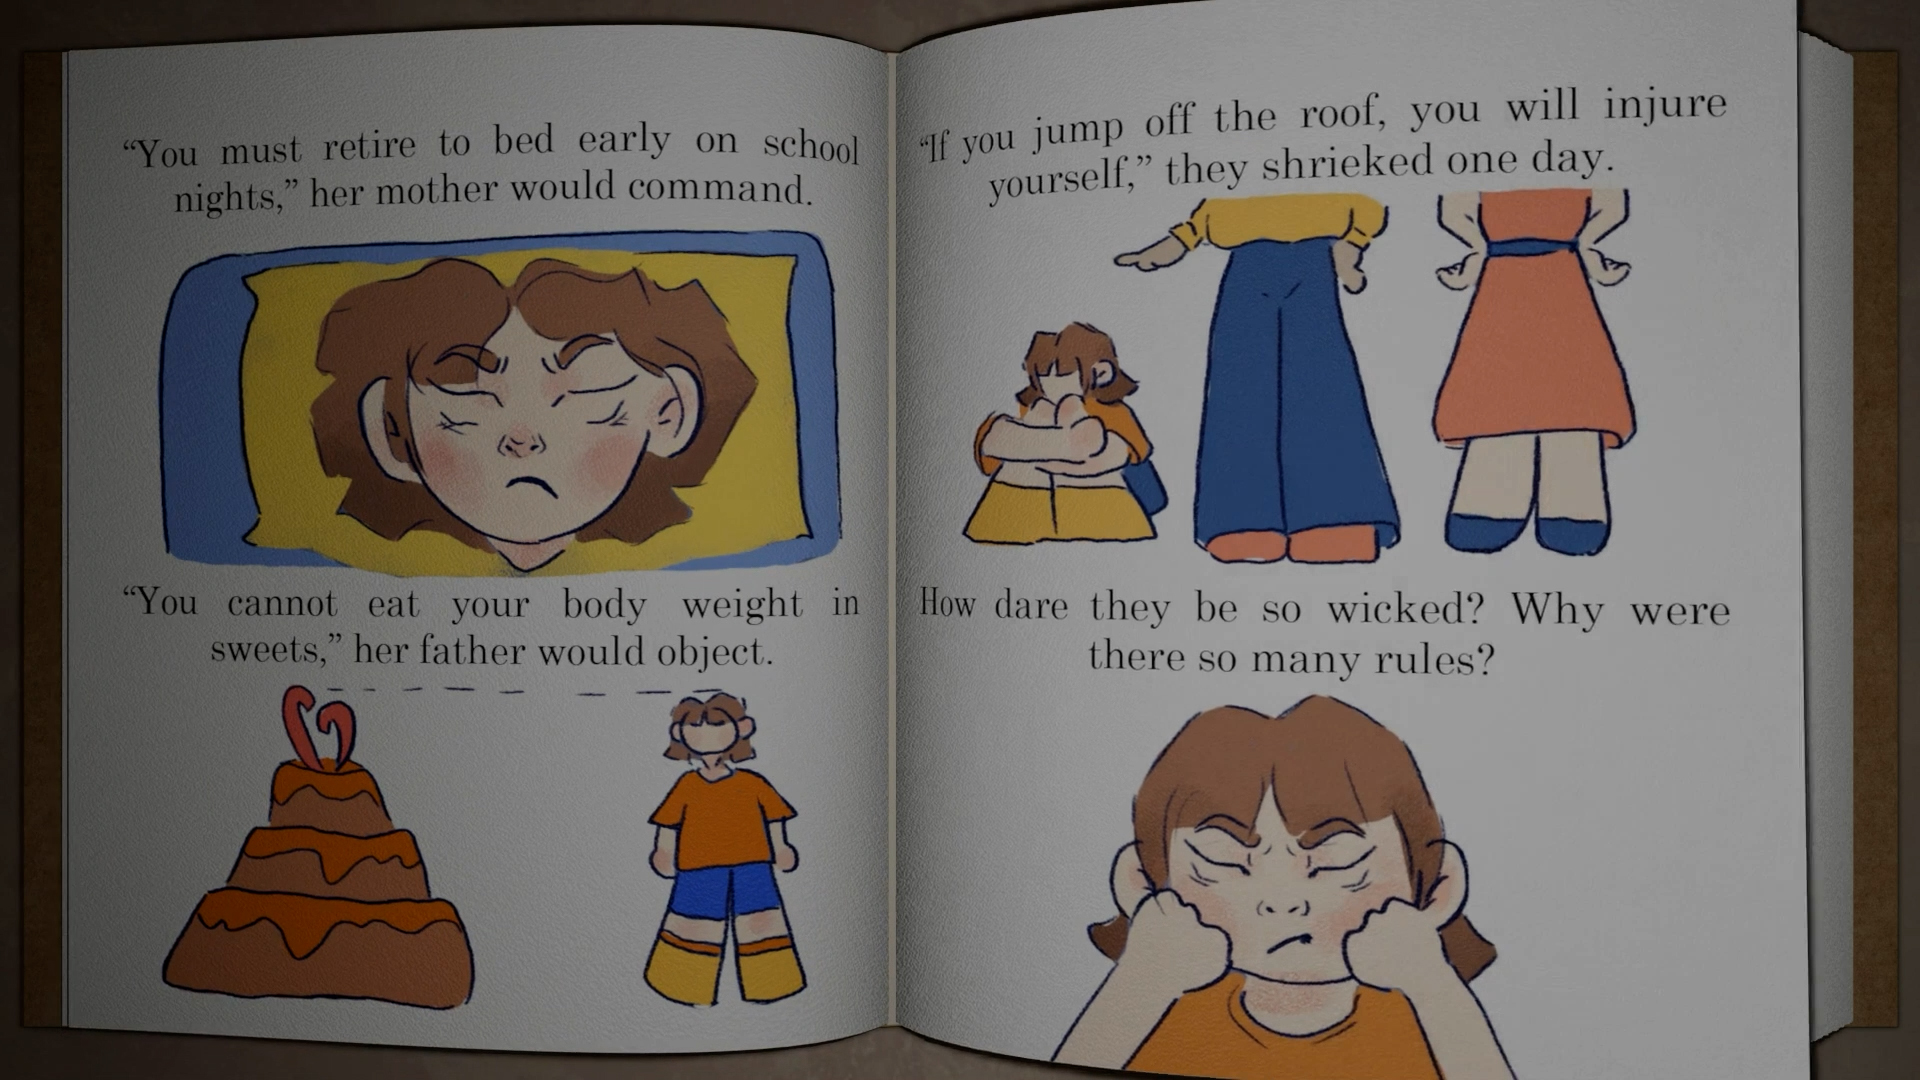 “You must retire to bed early on school
nights,” her mother would command.
“You cannot eat your body weight in
sweets,” her father would object.
“If you jump off the roof, you will injure
yourself,” they shrieked one day.
How dare they be so wicked? Why were
there so many rules?